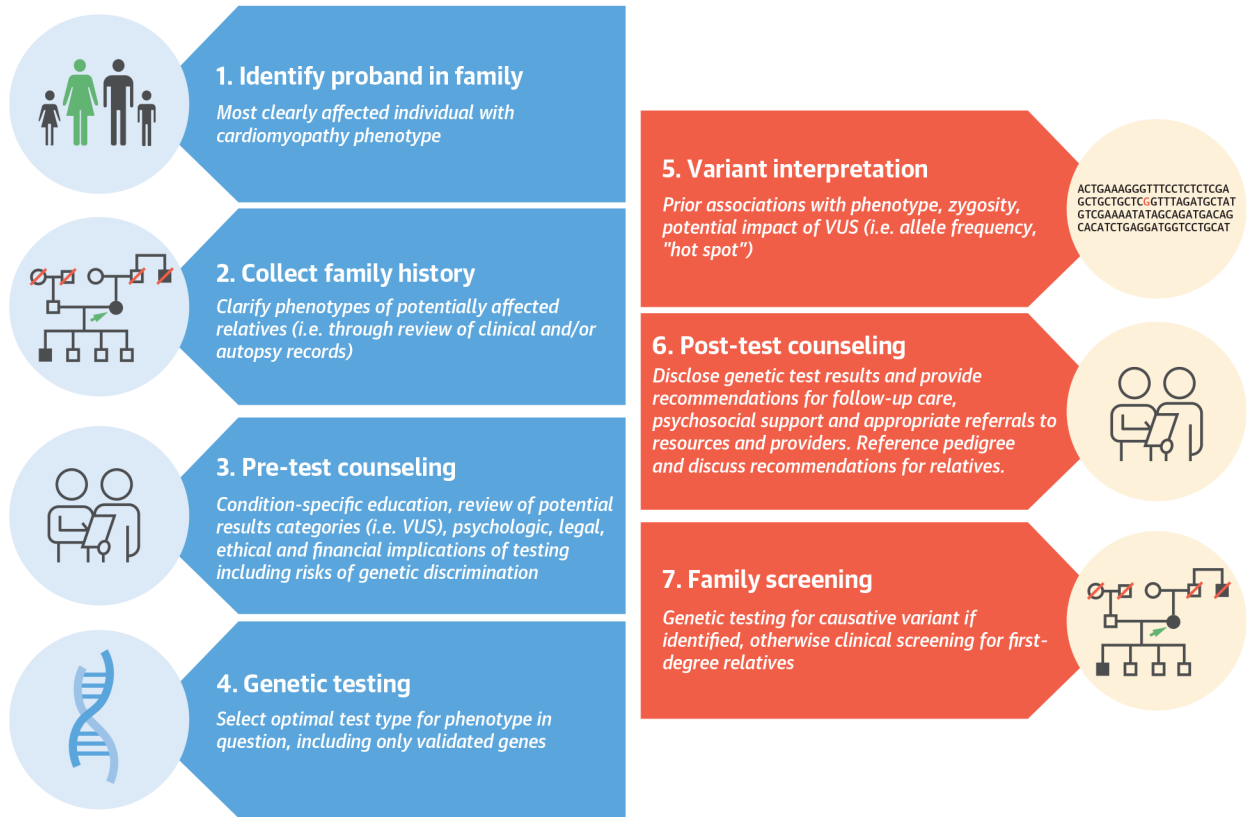 1. Identify proband in family
Most clearly affected individual with
cardiomyopathy phenotype
2. Collect family history
Clarify phenotypes of potentially affected
relatives (i.e. through review of clinical and/or
autopsy records)
3. Pre-test counseling
Condition-specific education, review of potential
results categories (i.e. VUS), psychologic, legal,
ethical and financial implications of testing
including risks of genetic discrimination
4. Genetic testing
Select optimal test type for phenotype in
question, including only validated genes
5. Variant interpretation
Prior associations with phenotype, zygosity,
potential impact of VUS (i.e. allele frequency,
"hot spot")
ACTGAAAGGGTTTCCTCTCTCGA
GCTGCTGCTCGGTTTAGATGCTAT
GTCGAAAATATAGCAGATGACAG
CACATCTGAGGATGGTCCTGCAT
6. Post-test counseling
Disclose genetic test results and provide
recommendations for follow-up care,
psychosocial support and appropriate referrals to
resources and providers. Reference pedigree
and discuss recommendations for relatives.
7. Family screening
Genetic testing for causative variant if
identified, otherwise clinical screening for first-
degree relatives